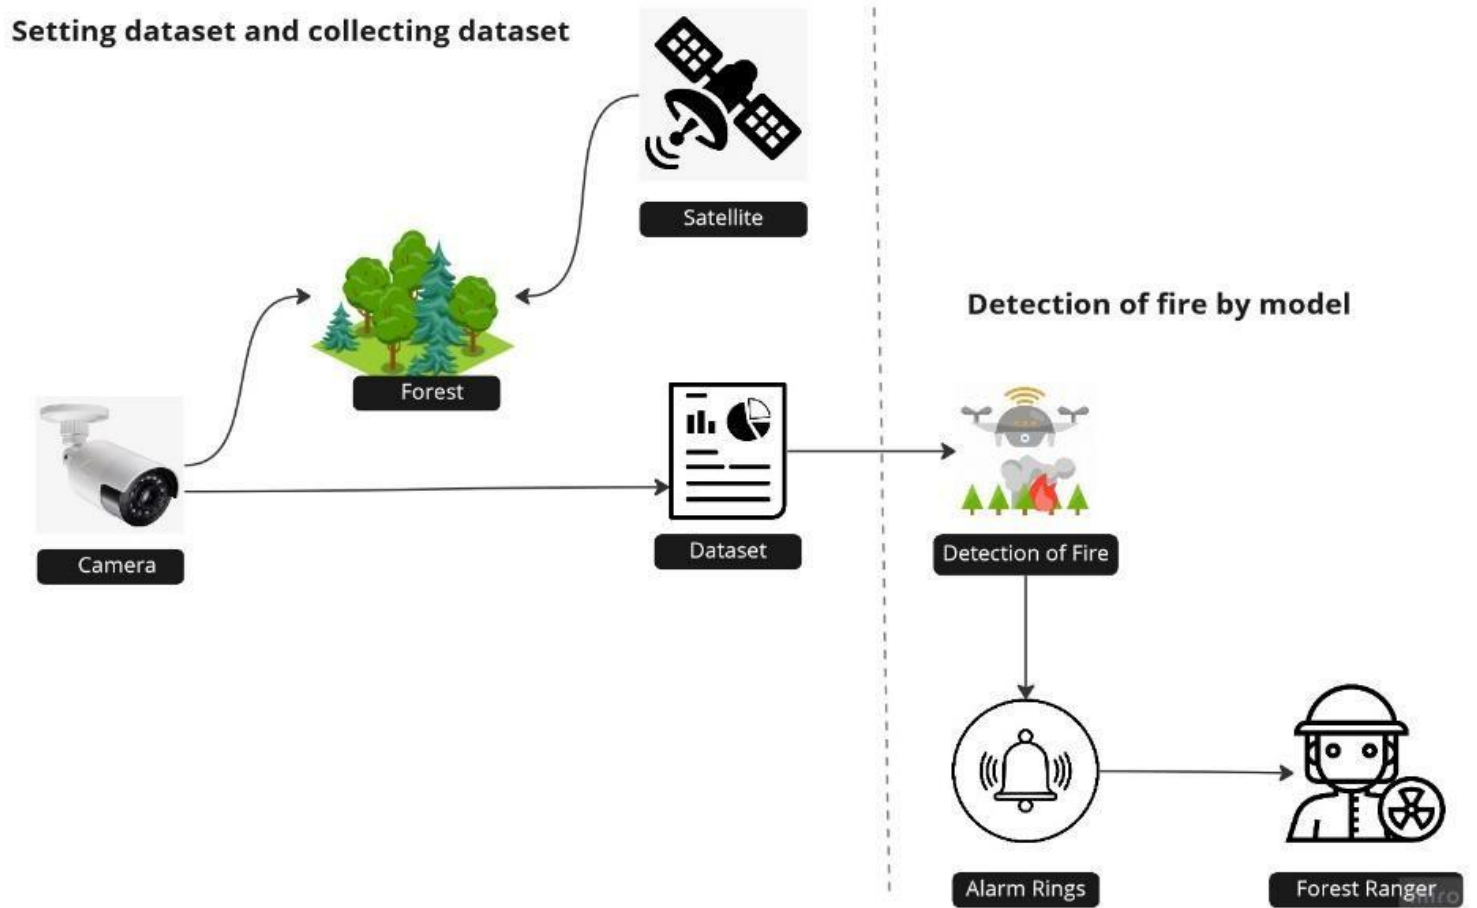 Setting dataset and collecting dataset
Satellite
Forest
Camera
Dataset
Detection of fire by model
Detection of Fire
Alarm Rings
Forest Ranger
miro